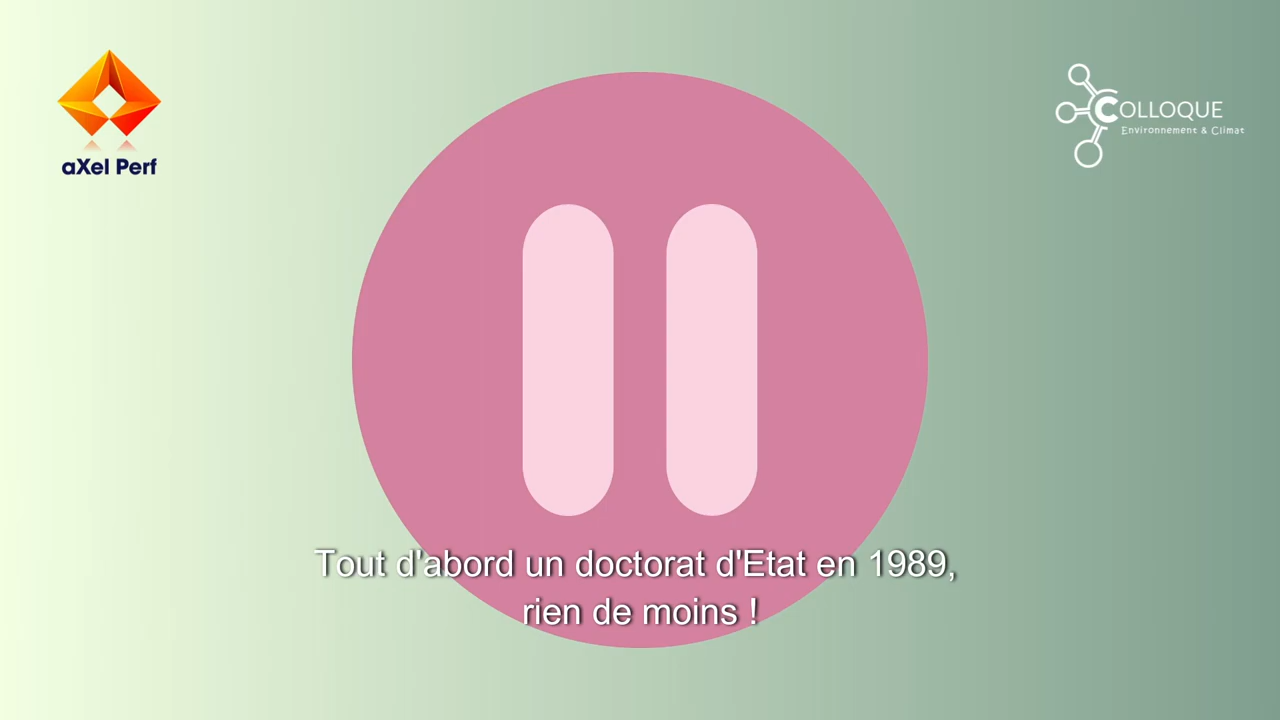 aXel Perf
COLLOQUE
Environnement & Climat
Tout d'abord un doctorat d'Etat en 1989,
rien de moins !